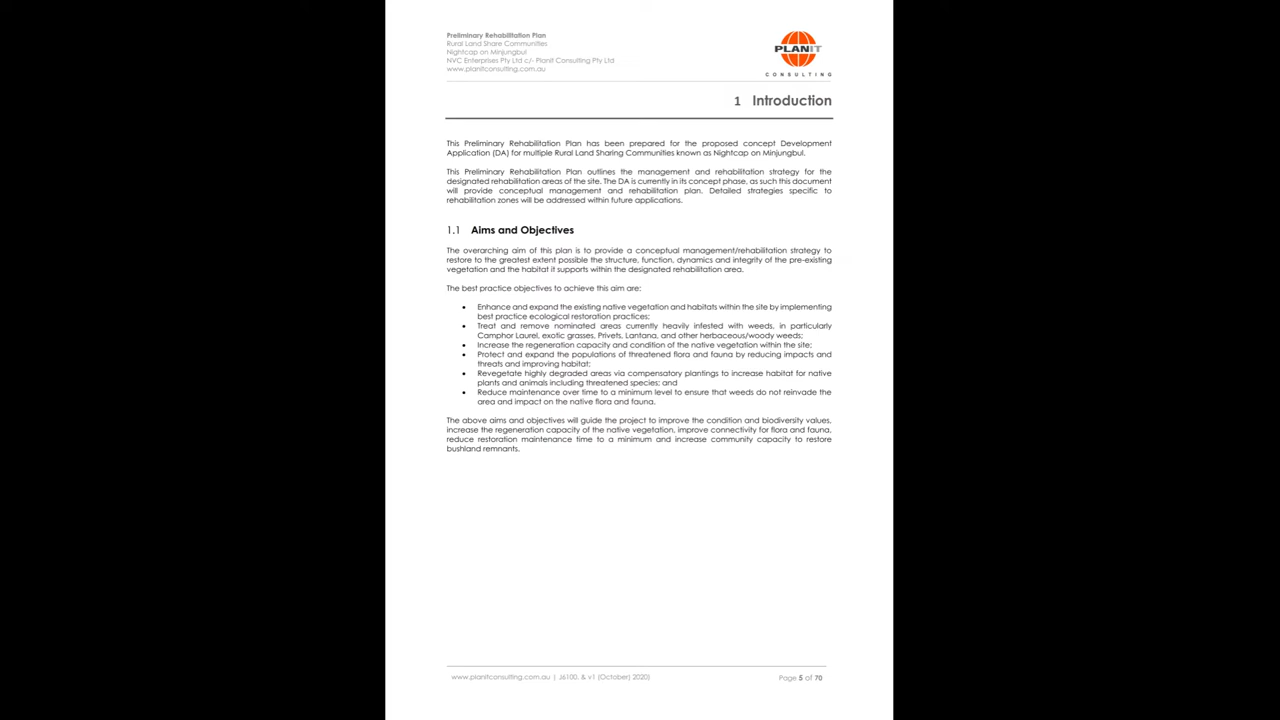 Preliminary Rehabilitation Plan
Rural Land Share Communities
Nightcap on Minjungbul
NVC Enterprises Pty Ltd c/- Planit Consulting Pty Ltd
www.planitconsulting.com.au
PLANIT
CONSULTING
1 Introduction
This Preliminary Rehabilitation Plan has been prepared for the proposed concept Development
Application (DA) for multiple Rural Land Sharing Communities known as Nightcap on Minjungbul.
This Preliminary Rehabilitation Plan outlines the management and rehabilitation strategy for the
designated rehabilitation areas of the site. The DA is currently in its concept phase, as such this document
will provide conceptual management and rehabilitation plan. Detailed strategies specific to
rehabilitation zones will be addressed within future applications.
1.1 Aims and Objectives
The overarching aim of this plan is to provide a conceptual management/rehabilitation strategy to
restore to the greatest extent possible the structure, function, dynamics and integrity of the pre-existing
vegetation and the habitat it supports within the designated rehabilitation area.
The best practice objectives to achieve this aim are:
• Enhance and expand the existing native vegetation and habitats within the site by implementing
best practice ecological restoration practices;
• Treat and remove nominated areas currently heavily infested with weeds, in particularly
Camphor Laurel, exotic grasses, Privets, Lantana, and other herbaceous/woody weeds;
• Increase the regeneration capacity and condition of the native vegetation within the site;
• Protect and expand the populations of threatened flora and fauna by reducing impacts and
threats and improving habitat;
• Revegetate highly degraded areas via compensatory plantings to increase habitat for native
plants and animals including threatened species; and
• Reduce maintenance over time to a minimum level to ensure that weeds do not reinvade the
area and impact on the native flora and fauna.
The above aims and objectives will guide the project to improve the condition and biodiversity values,
increase the regeneration capacity of the native vegetation, improve connectivity for flora and fauna,
reduce restoration maintenance time to a minimum and increase community capacity to restore
bushland remnants.
www.planitconsulting.com.au | J6100, & v1 (October) 2020)
Page 5 of 70